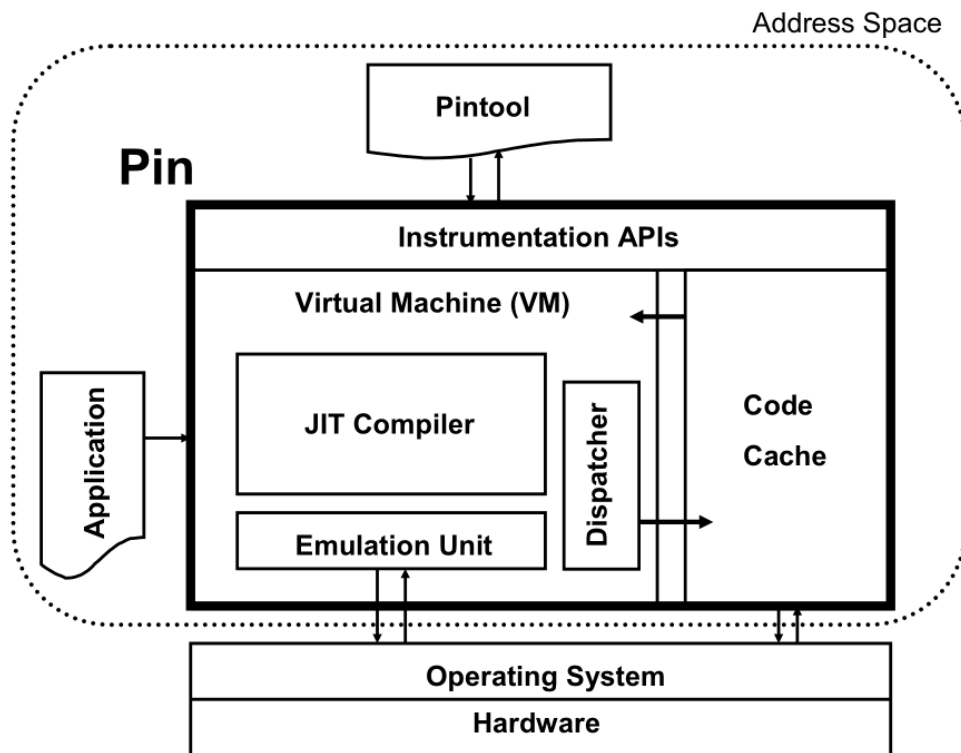 Address Space
Pintool
Pin
Instrumentation APIs
Virtual Machine (VM)
JIT Compiler
Emulation Unit
Dispatcher
Code
Cache
Application
Operating System
Hardware